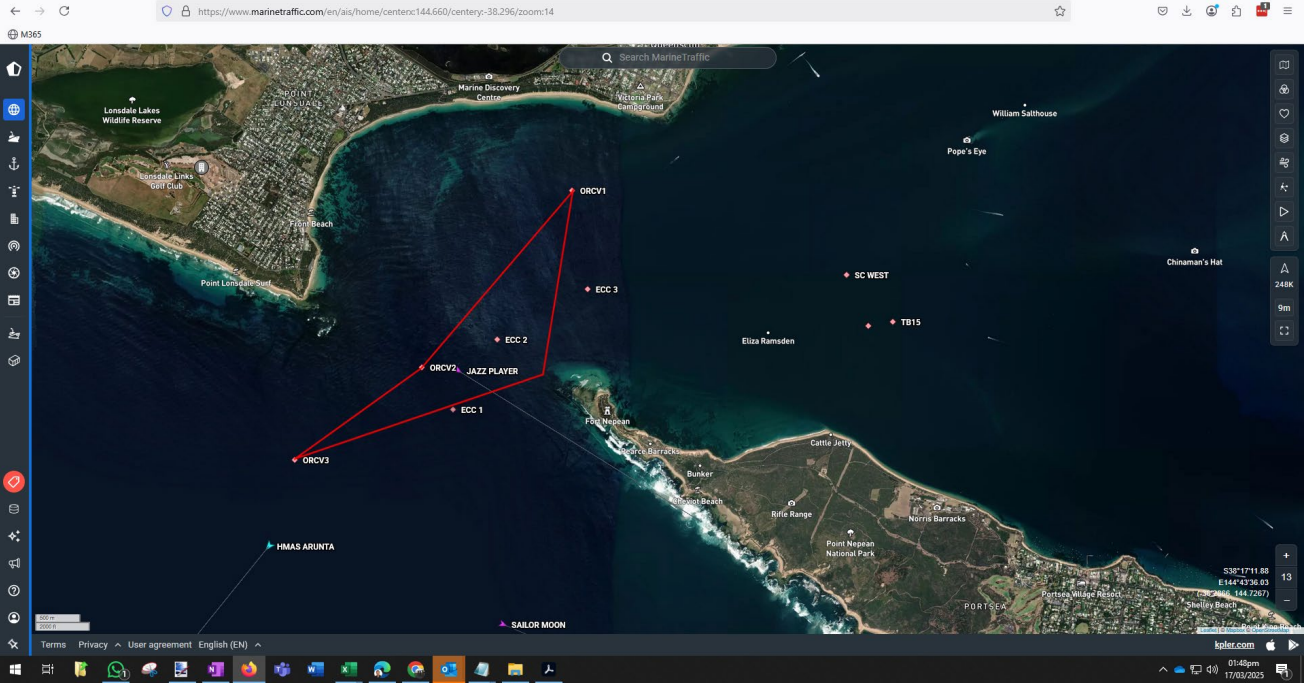 https://www.marinetraffic.com/en/ais/home/centerx:144.660/centery:-38.296/zoom:14
M365
Search MarineTraffic
Marine Discovery
Centre
Victoria Park
Campground
POINT
LONSDALE
Lonsdale Lakes
Wildlife Reserve
William Salthouse
Pope's Eye
Lonsdale Links
Golf Club
ORCV1
Front Beach
Chinaman's Hat
SC WEST
Point Lonsdale Surf
ECC 3
248K
9m
TB15
ECC 2
Eliza Ramsden
ORCV2
JAZZ PLAYER
ECC 1
Fort Nepean
Cattle Jetty
Pearce Barracks
ORCV3
Bunker
Cheviot Beach
Rifle Range
Norris Barracks
HMAS ARUNTA
Point Nepean
National Park
S38°17'11.88
E144°43'36.03
13
Portsea Village Resort
PORTSEA
Shelley Beach
500 m
2000 ft
SAILOR MOON
Leaflet | © Mapbox © OpenStreetMap
Terms Privacy User agreement English (EN)
kpler.com
01:48pm
17/03/2025